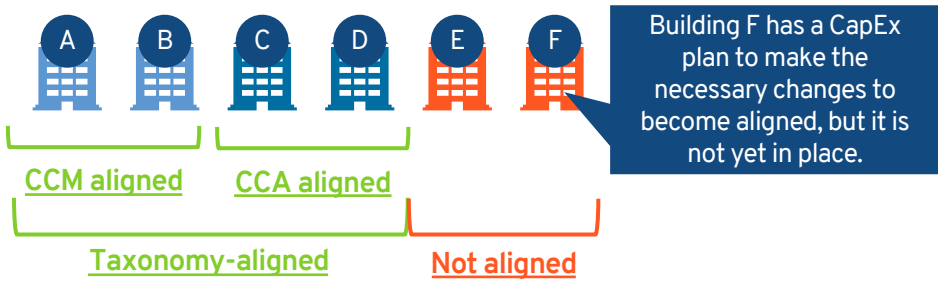 A
B
C
D
E
F
Building F has a CapEx
plan to make the
necessary changes to
become aligned, but it is
not yet in place.
CCM aligned
CCA aligned
Taxonomy-aligned
Not aligned